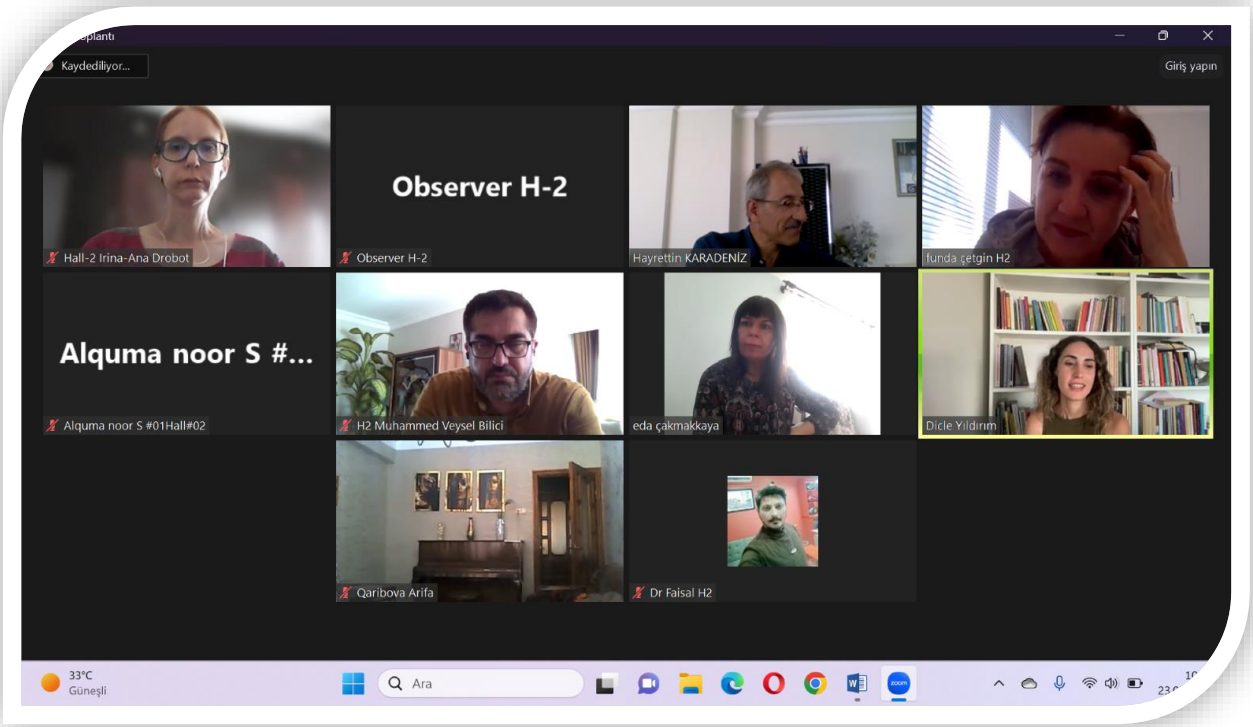 Kaydediliyor...
Giriş yapın
Hall-2 Irina-Ana Drobot
Observer H-2
Observer H-2
Hayrettin KARADENİZ
funda çetgin H2
Alquma noor S #...
Alquma noor S #01Hall#02
H2 Muhammed Veysel Bilici
eda çakmakkaya
Dicle Yıldırım
Qaribova Arifa
Dr Faisal H2
33°C
Güneşli
Ara
W
zoom